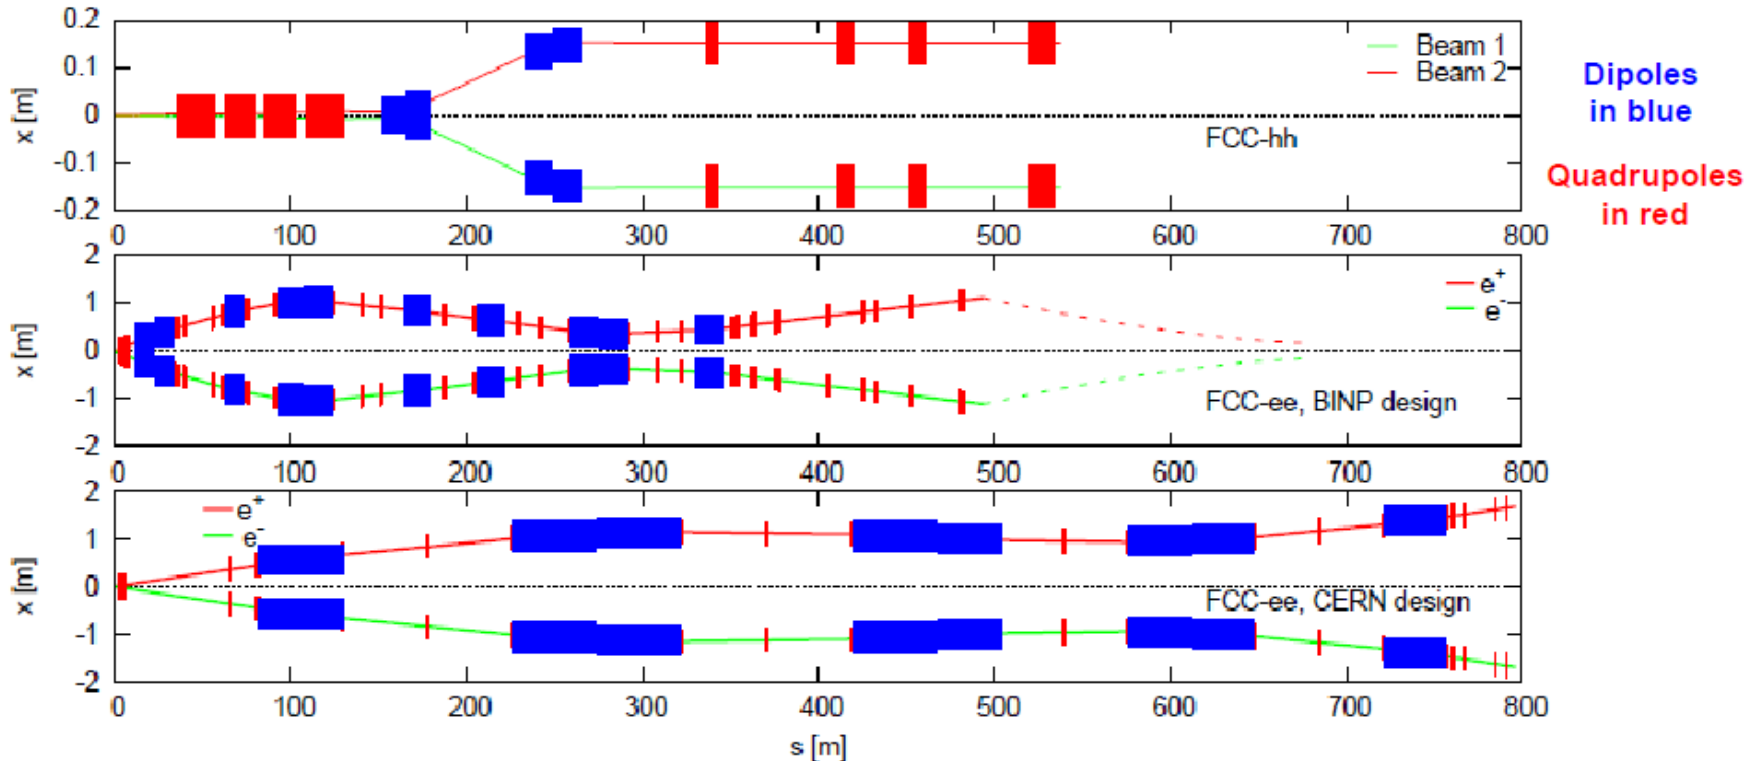 0.2
0.1
0
-0.1
-0.2
x [m]
Beam 1
Beam 2
FCC-hh
0 100 200 300 400 500 600 700 800
Dipoles
in blue
Quadrupoles
in red
2
1
0
-1
-2
x [m]
e+
e-
FCC-ee, BINP design
0 100 200 300 400 500 600 700 800
2
1
0
-1
-2
x [m]
e+
e-
FCC-ee, CERN design
0 100 200 300 400 500 600 700 800
s [m]